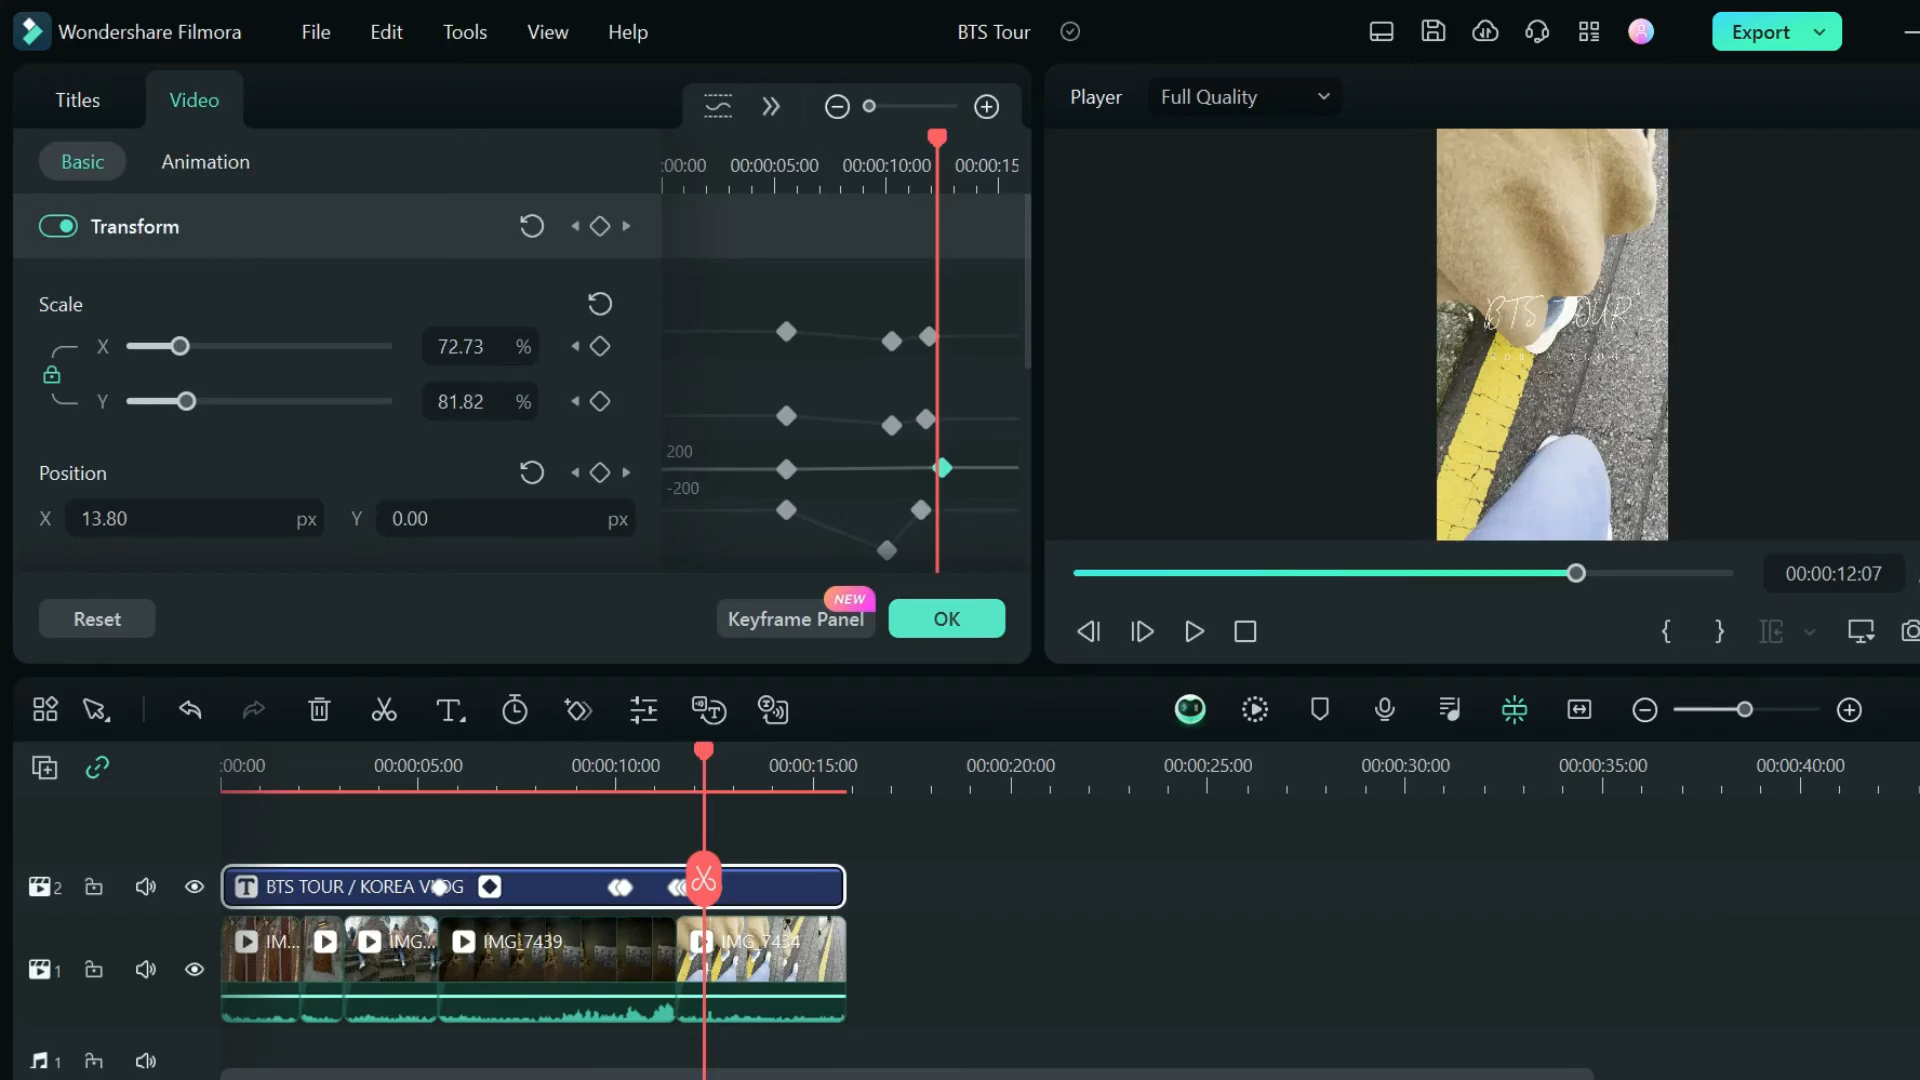 Wondershare Filmora
File
Edit
Tools
View
Help
BTS Tour
Export
Titles
Video
Player
Full Quality
Basic
Animation
:00:00
00:00:05:00
00:00:10:00
00:00:15
Transform
Scale
X
72.73
%
Y
81.82
%
Position
X
13.80
px
Y
0.00
px
200
-200
BTS TOUR
Reset
NEW
Keyframe Panel
OK
00:00:12:07
:00:00
00:00:05:00
00:00:10:00
00:00:15:00
00:00:20:00
00:00:25:00
00:00:30:00
00:00:35:00
00:00:40:00
2
BTS TOUR / KOREA VLOG
1
IM...
IMG...
IMG_7439
IMG_7434
1